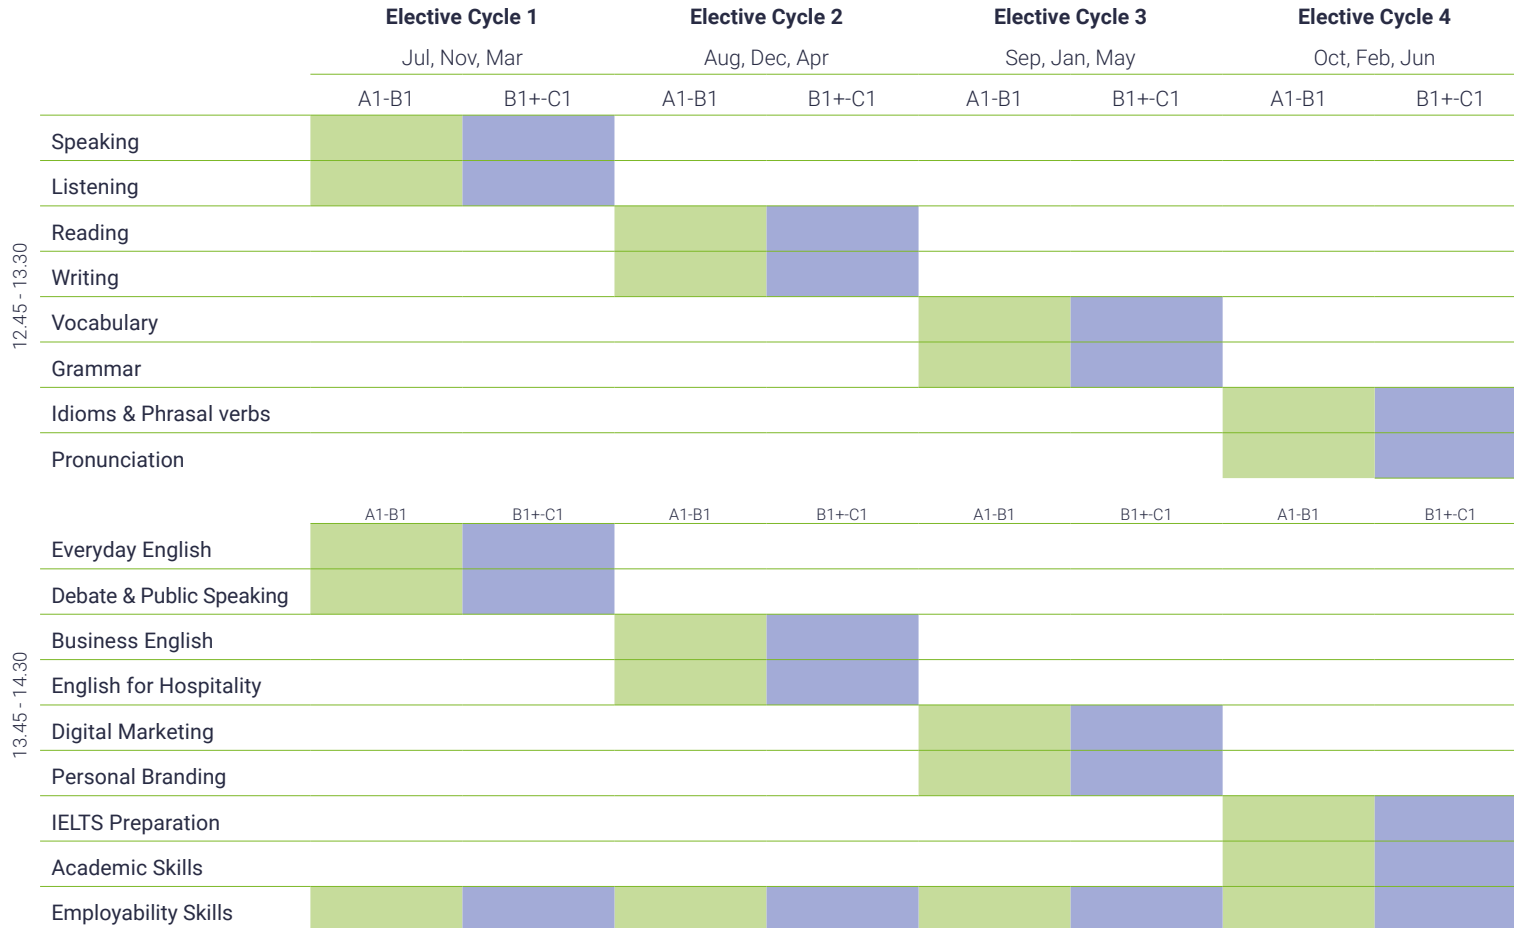 Elective Cycle 1 Elective Cycle 2 Elective Cycle 3 Elective Cycle 4
Jul, Nov, Mar Aug, Dec, Apr Sep, Jan, May Oct, Feb, Jun
A1-B1 B1+-C1 A1-B1 B1+-C1 A1-B1 B1+-C1 A1-B1 B1+-C1
12.45 - 13.30
Speaking
Listening
Reading
Writing
Vocabulary
Grammar
Idioms & Phrasal verbs
Pronunciation
A1-B1 B1+-C1 A1-B1 B1+-C1 A1-B1 B1+-C1 A1-B1 B1+-C1
13.45 - 14.30
Everyday English
Debate & Public Speaking
Business English
English for Hospitality
Digital Marketing
Personal Branding
IELTS Preparation
Academic Skills
Employability Skills